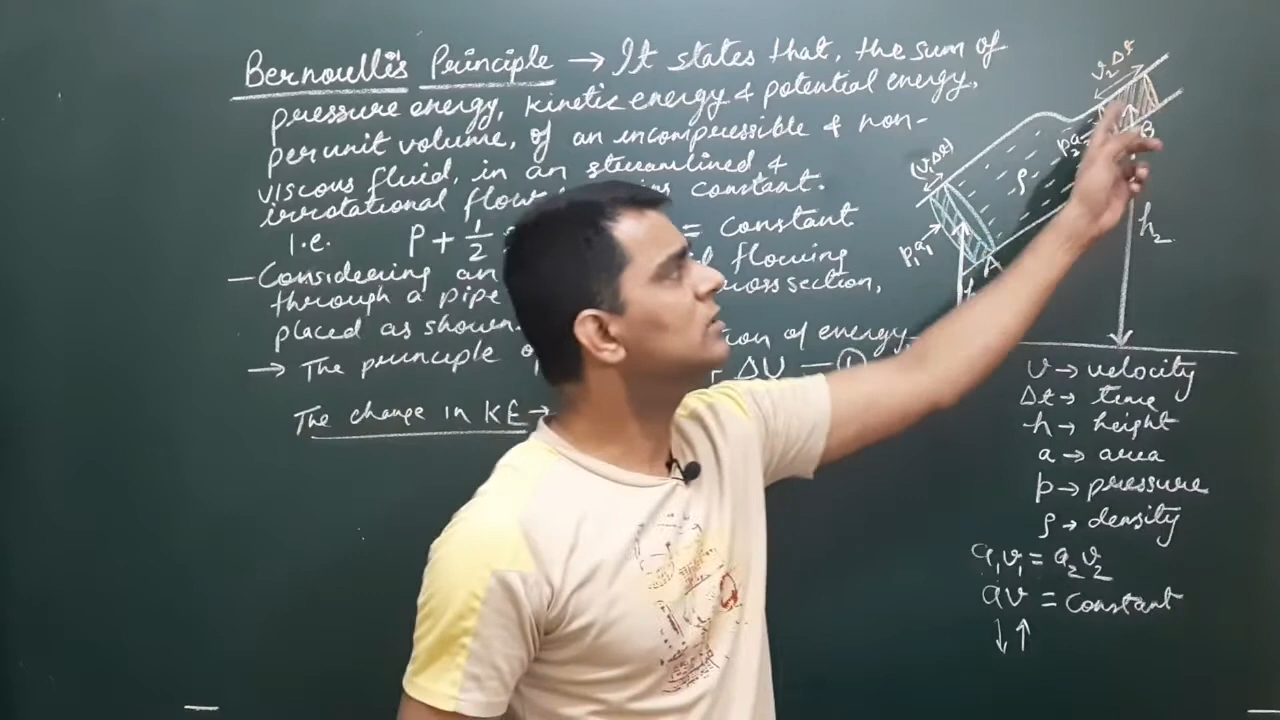 Bernoulli's Principle → It states that, the sum of
pressure energy, kinetic energy & potential energy,
per unit volume, of an incompressible & non-
viscous fluid, in an streamlined &
irrotational flow constant.
i.e. P + 1/2 = constant
- Considering an flowing
through a pipe cross section,
placed as shown.
→ The principle of energy
ΔU — ①
The change in KE →
(v₁Δt)
v₂Δt
p₁a₁
p₂a₂
ρ
A
B
h₂
v → velocity
Δt → time
h → height
a → area
p → pressure
ρ → density
a₁v₁ = a₂v₂
av = constant
↓ ↑